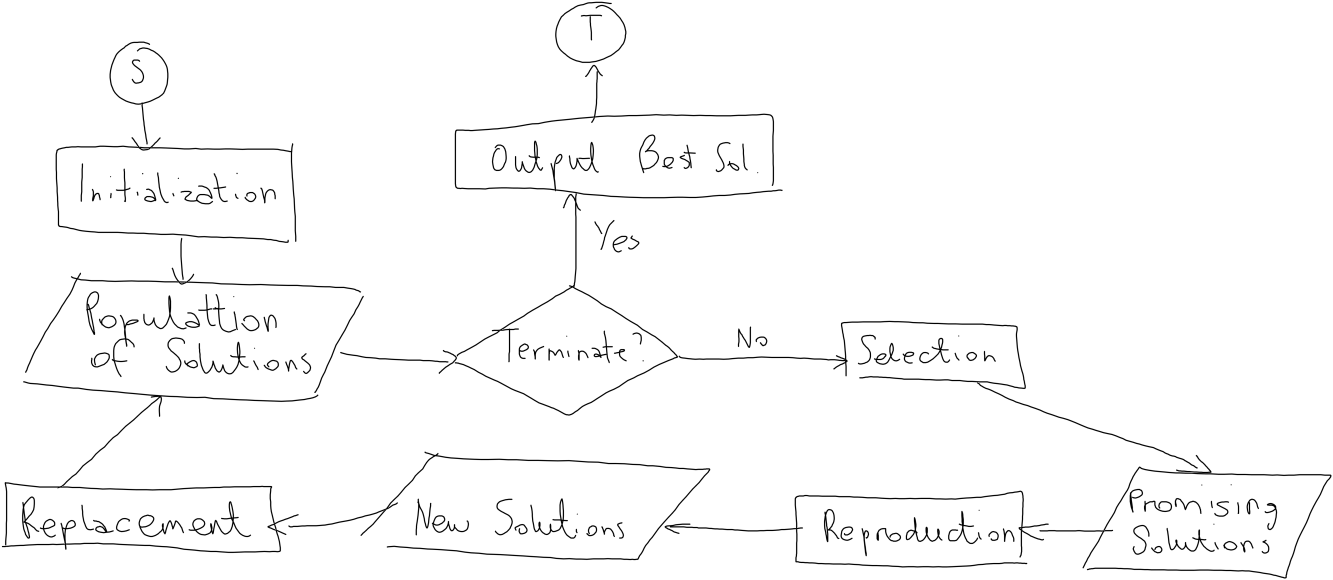 S
T
Initialization
Output Best Sol.
Yes
Populattion
of Solutions
Terminate?
No
Selection
Promising
Solutions
Reproduction
New Solutions
Replacement